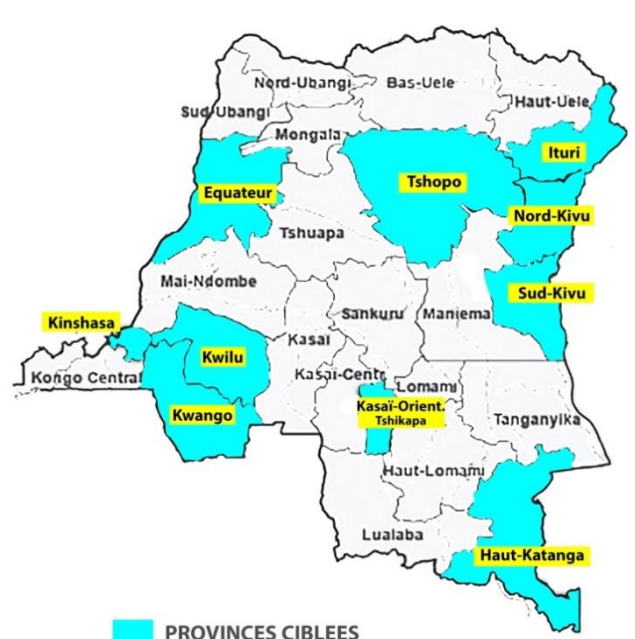 Nord-Ubangi
Bas-Uele
Haut-Uele
Sud-Ubangi
Mongala
Ituri
Equateur
Tshopo
Nord-Kivu
Tshuapa
Mai-Ndombe
Sud-Kivu
Kinshasa
Sankuru
Maniema
Kasaï
Kwilu
Kongo Central
Kasaï-Centr
Lomami
Kwango
Kasaï-Orient.
Tshikapa
Tanganyika
Haut-Lomami
Lualaba
Haut-Katanga
PROVINCES CIBLEES